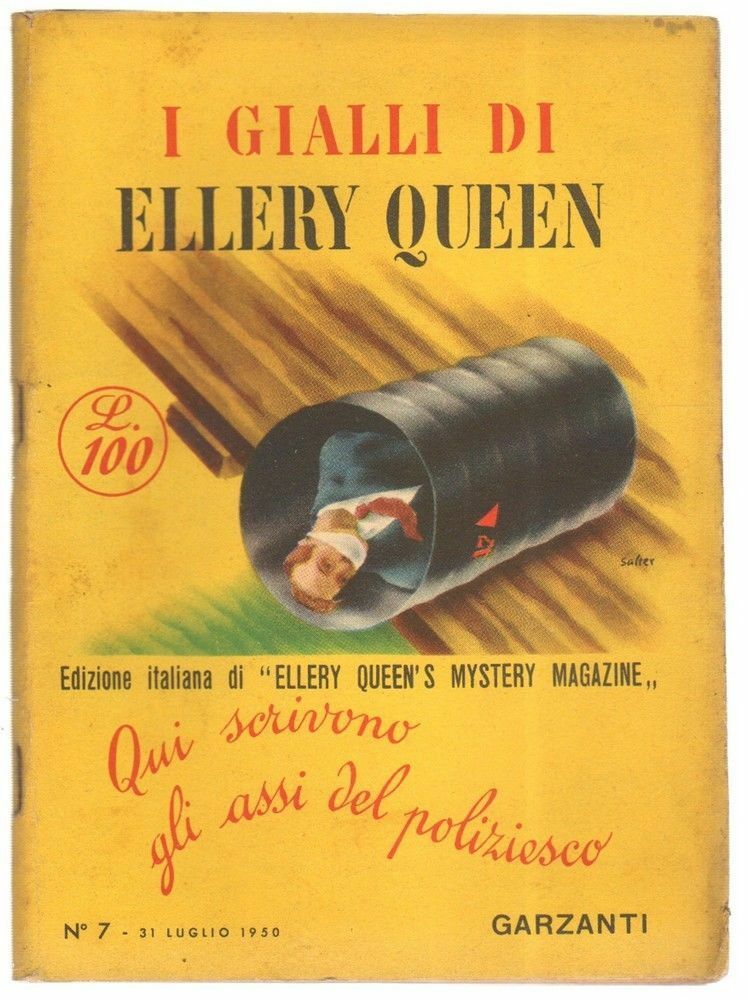 I GIALLI DI
ELLERY QUEEN
L.
100
salter
Edizione italiana di “ELLERY QUEEN'S MYSTERY MAGAZINE„
Qui scrivono
gli assi del poliziesco
N° 7 - 31 LUGLIO 1950
GARZANTI